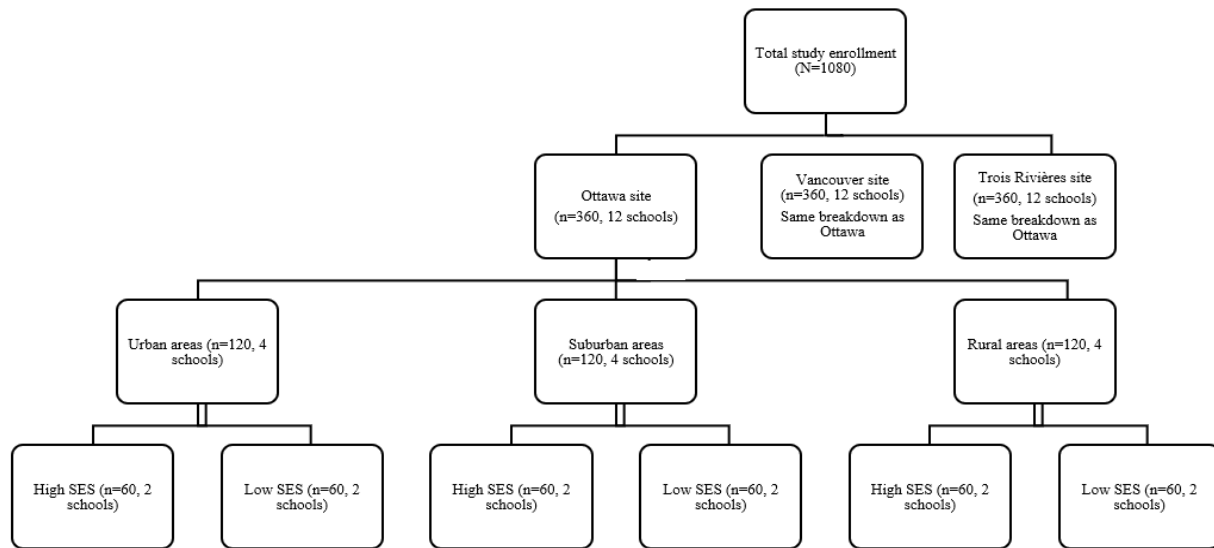 Total study enrollment
(N=1080)
Ottawa site
(n=360, 12 schools)
Vancouver site
(n=360, 12 schools)
Same breakdown as
Ottawa
Trois Rivières site
(n=360, 12 schools)
Same breakdown as
Ottawa
Urban areas (n=120, 4
schools)
Suburban areas
(n=120, 4 schools)
Rural areas (n=120, 4
schools)
High SES (n=60, 2
schools)
Low SES (n=60, 2
schools)
High SES (n=60, 2
schools)
Low SES (n=60, 2
schools)
High SES (n=60, 2
schools)
Low SES (n=60, 2
schools)